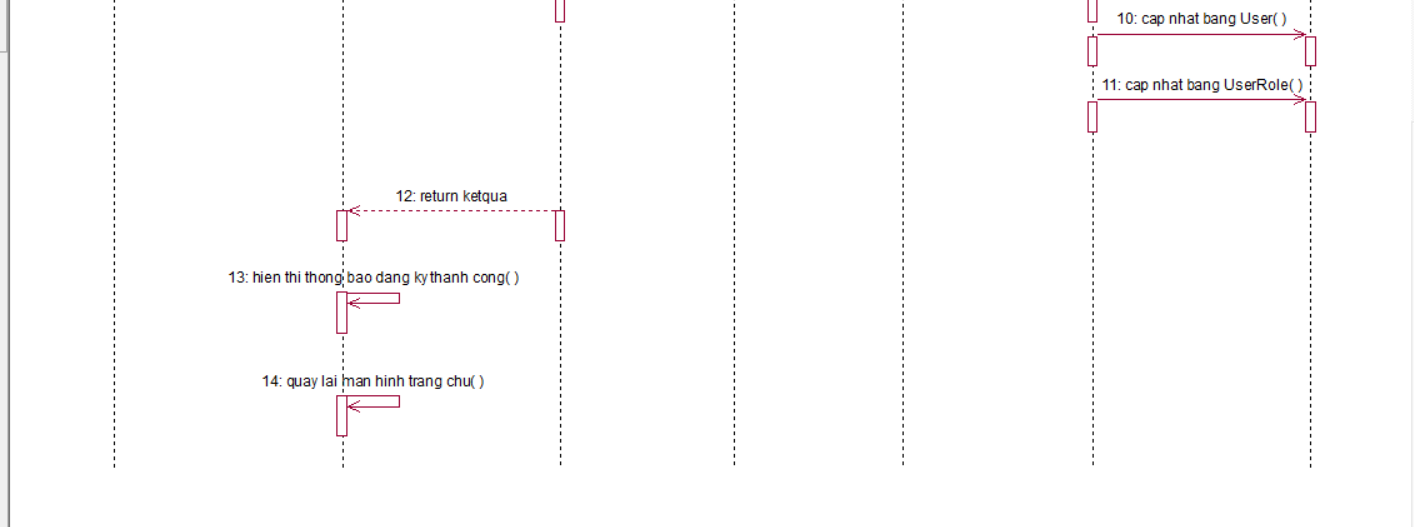 10: cap nhat bang User( )
11: cap nhat bang UserRole( )
12: return ketqua
13: hien thi thong bao dang ky thanh cong( )
14: quay lai man hinh trang chu( )